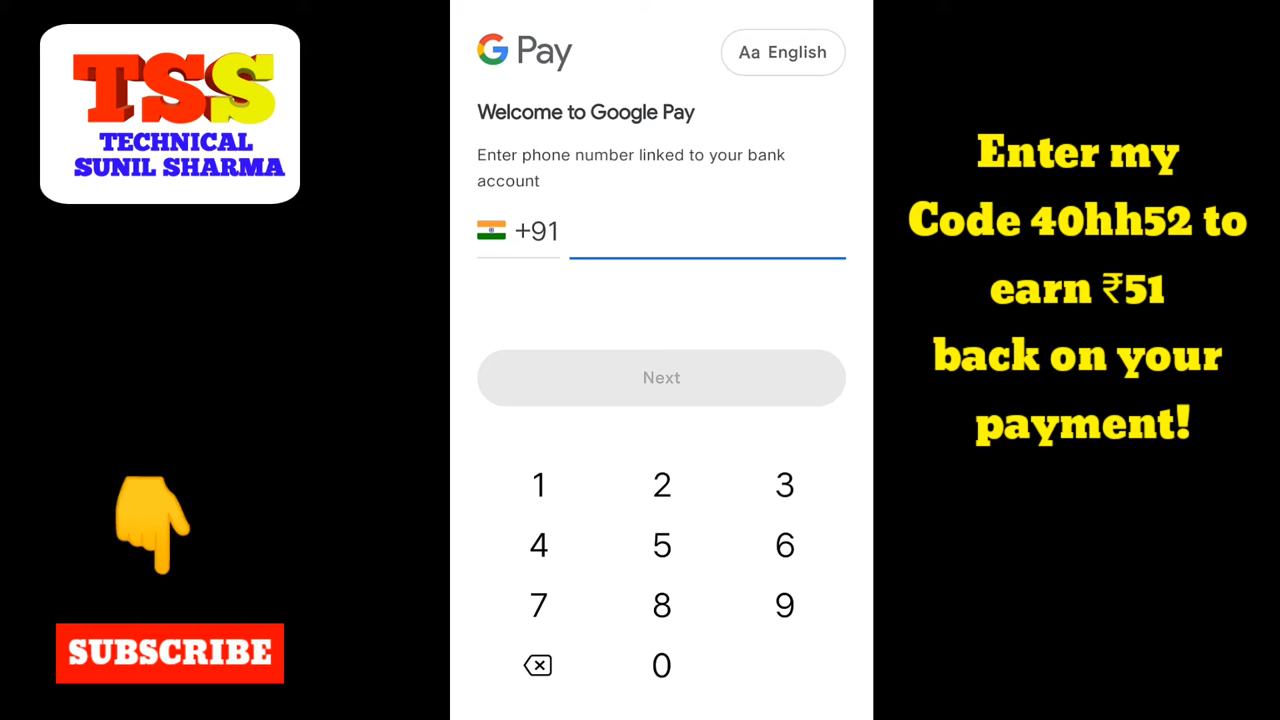 TSS
TECHNICAL
SUNIL SHARMA
SUBSCRIBE
G Pay
Aa English
Welcome to Google Pay
Enter phone number linked to your bank
account
+91
Next
1 2 3
4 5 6
7 8 9
0
Enter my
Code 40hh52 to
earn ₹51
back on your
payment!